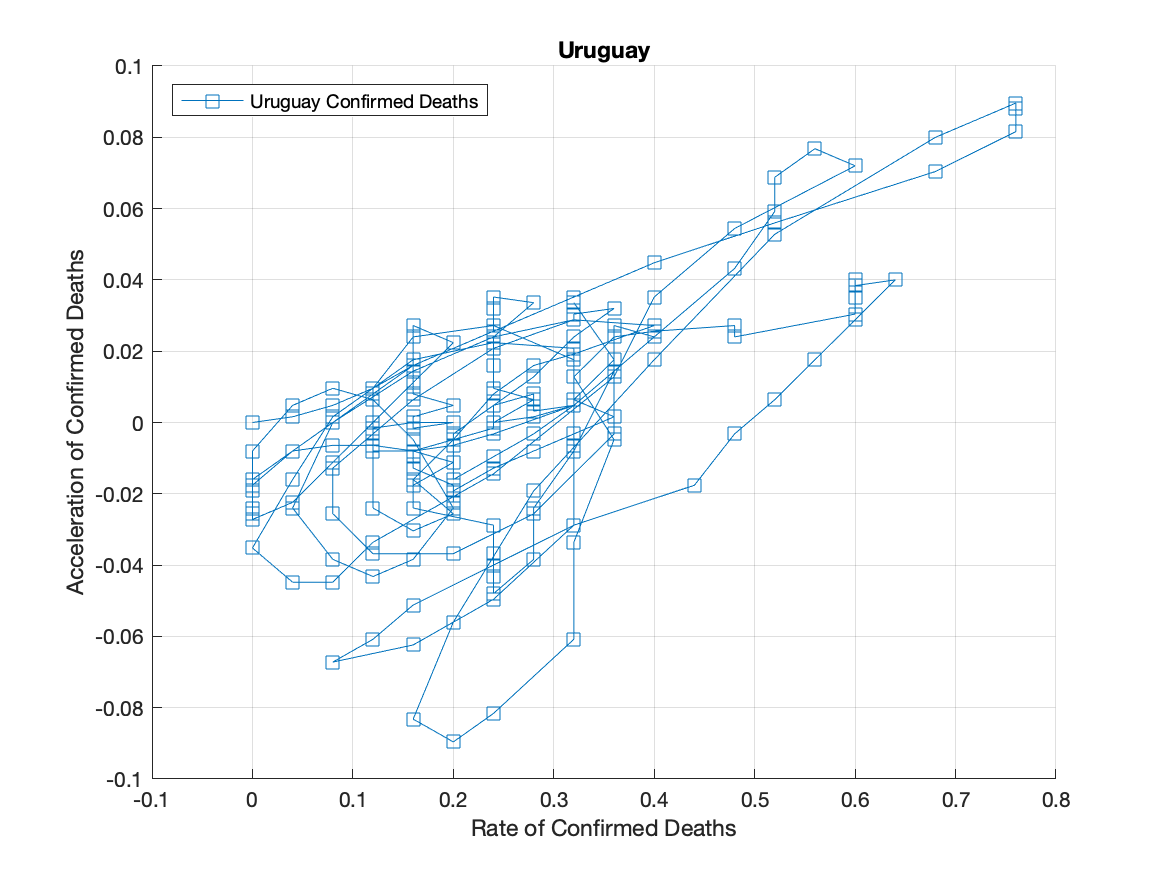 Uruguay
Uruguay Confirmed Deaths
0.1
0.08
0.06
0.04
0.02
0
-0.02
-0.04
-0.06
-0.08
-0.1
Acceleration of Confirmed Deaths
-0.1 0 0.1 0.2 0.3 0.4 0.5 0.6 0.7 0.8
Rate of Confirmed Deaths